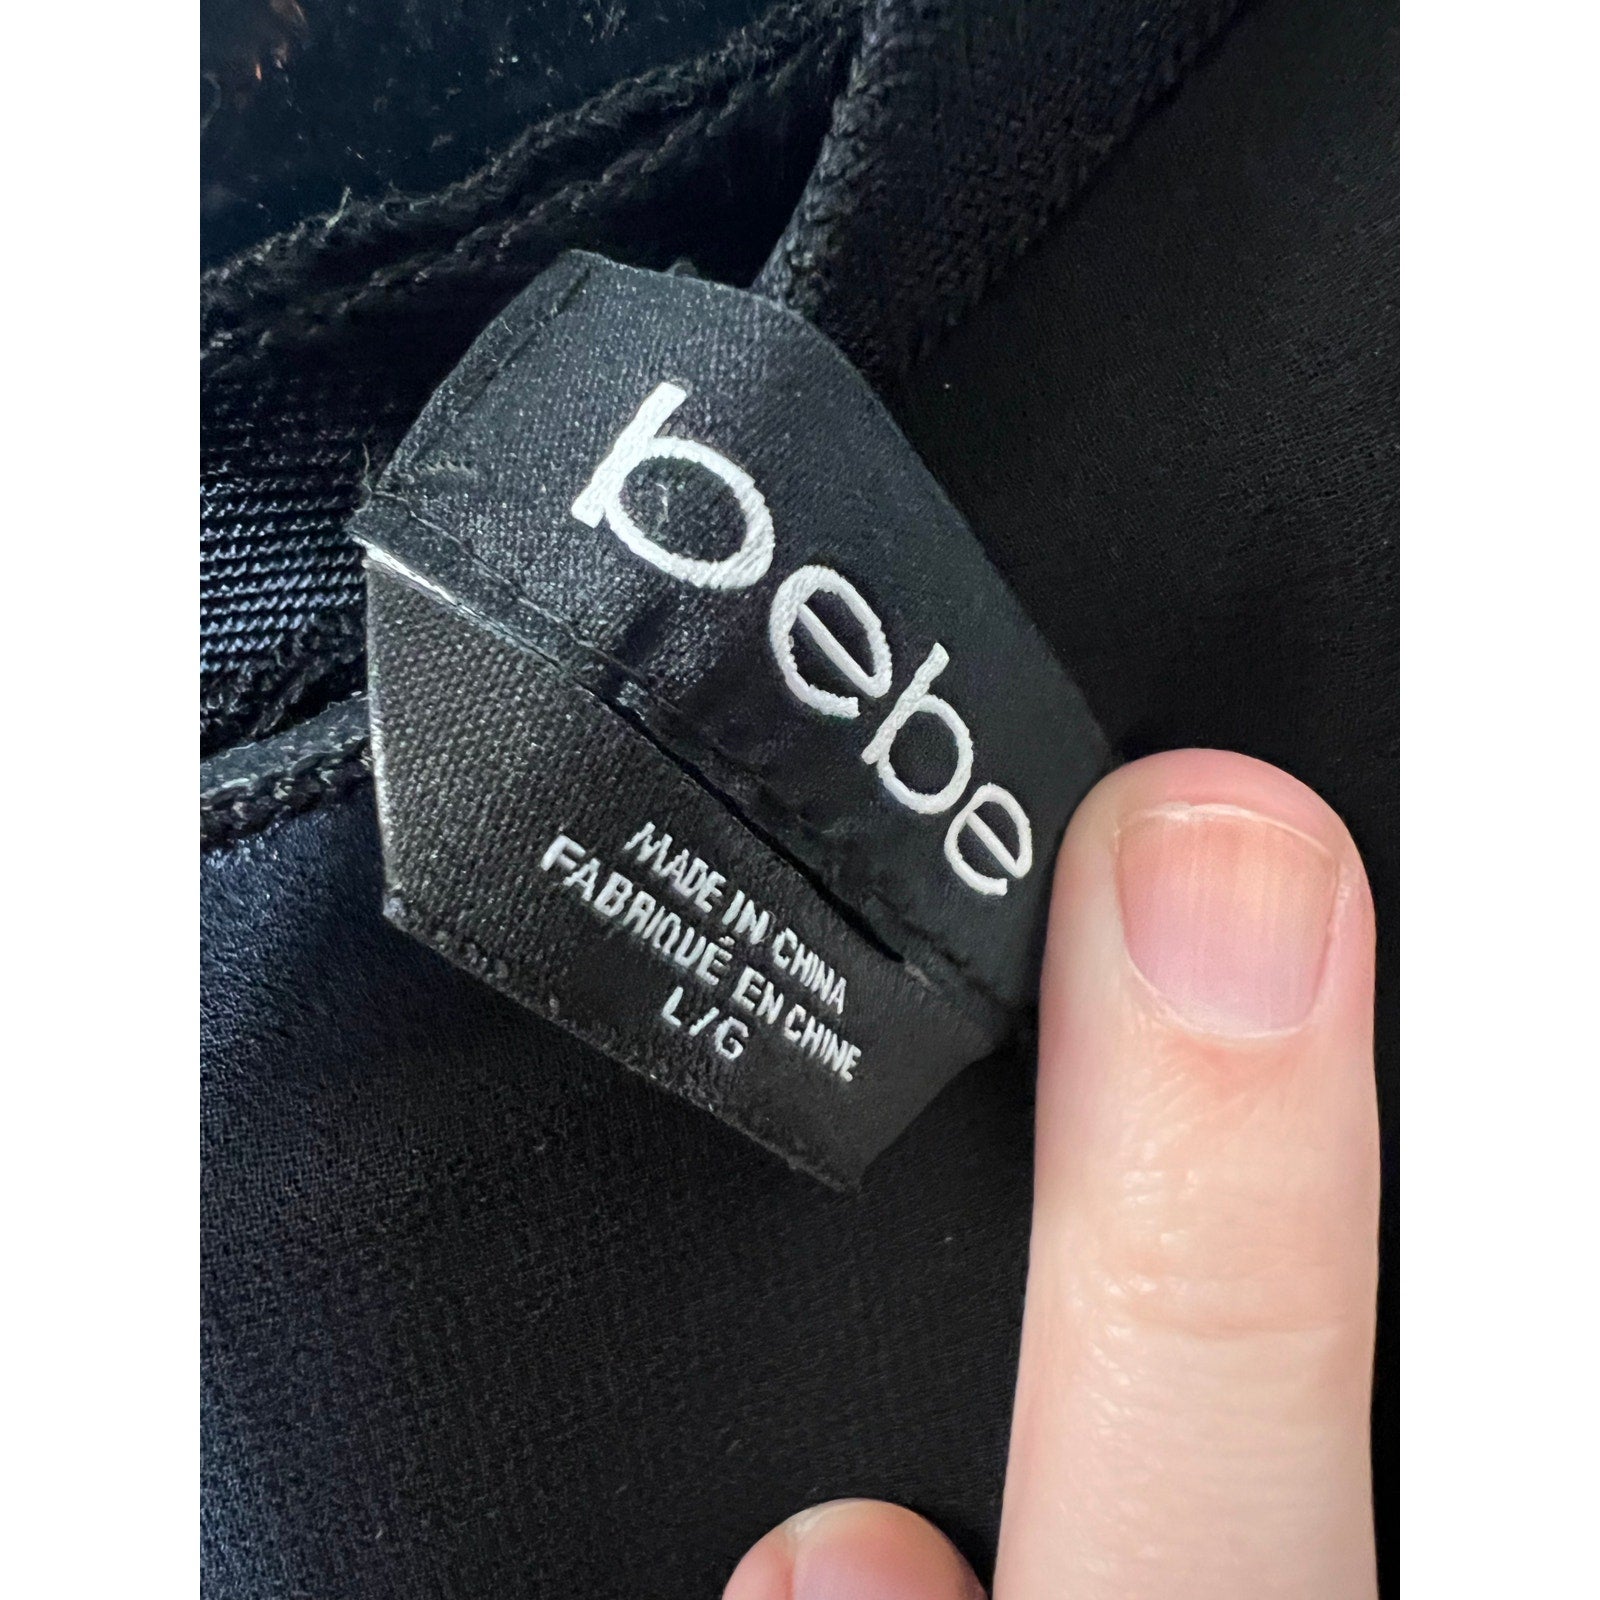 bebe
MADE IN CHINA
FABRIQUÉ EN CHINE
L/G